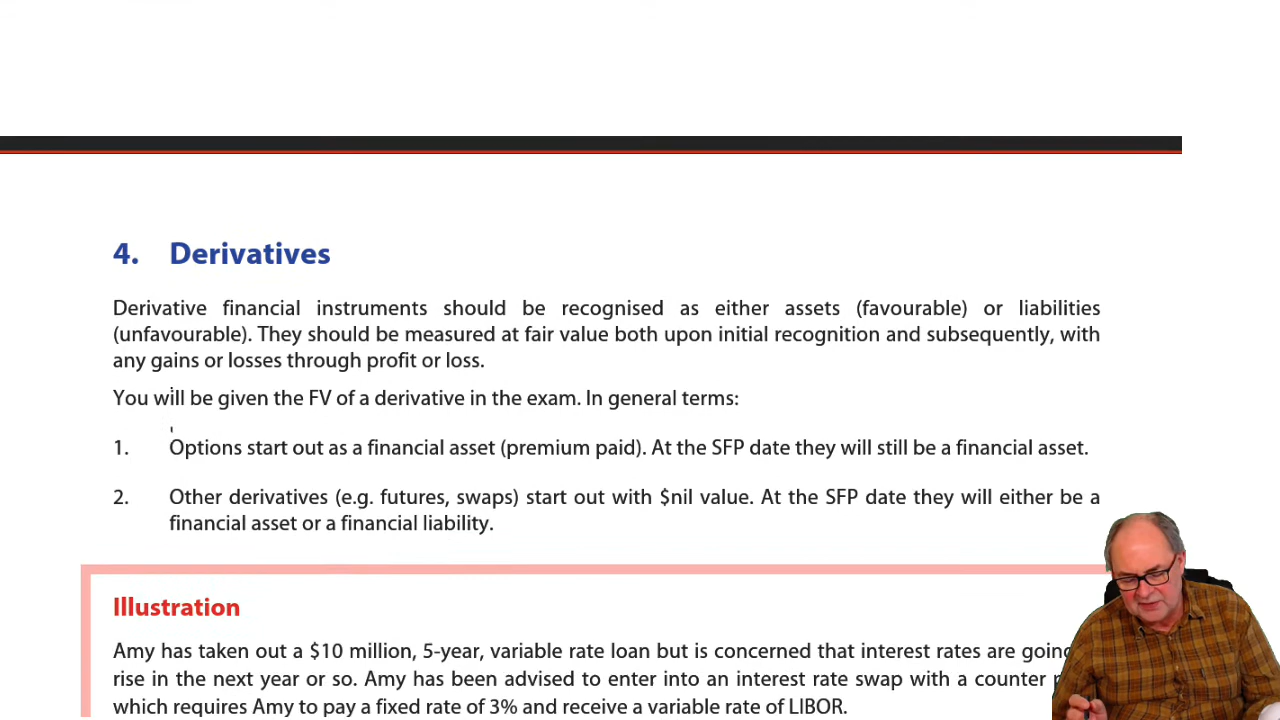 4. Derivatives
Derivative financial instruments should be recognised as either assets (favourable) or liabilities
(unfavourable). They should be measured at fair value both upon initial recognition and subsequently, with
any gains or losses through profit or loss.
You will be given the FV of a derivative in the exam. In general terms:
1. Options start out as a financial asset (premium paid). At the SFP date they will still be a financial asset.
2. Other derivatives (e.g. futures, swaps) start out with $nil value. At the SFP date they will either be a
financial asset or a financial liability.
Illustration
Amy has taken out a $10 million, 5-year, variable rate loan but is concerned that interest rates are
rise in the next year or so. Amy has been advised to enter into an interest rate swap with a counter
which requires Amy to pay a fixed rate of 3% and receive a variable rate of LIBOR.